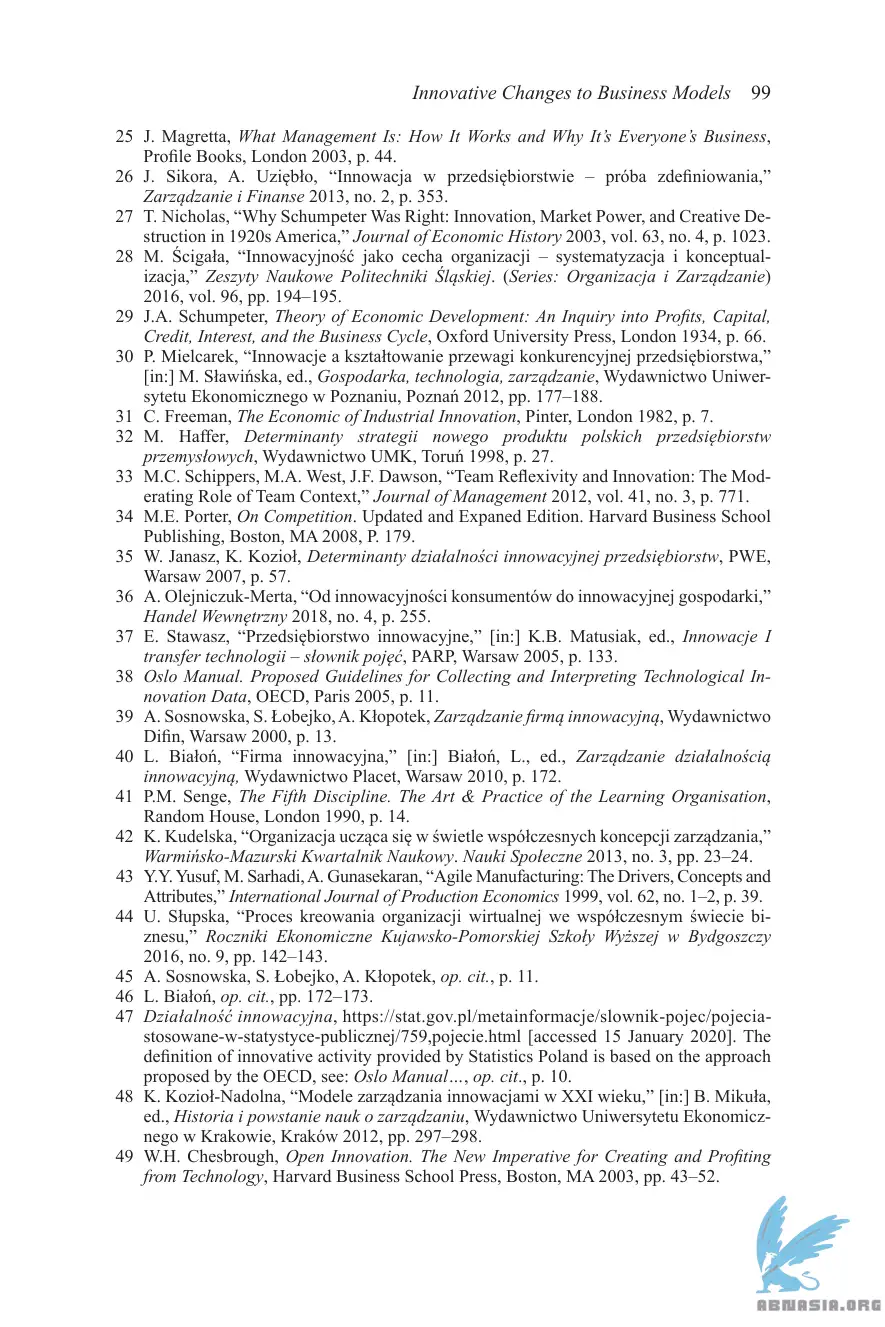 Innovative Changes to Business Models 99
25 J. Magretta, What Management Is: How It Works and Why It’s Everyone’s Business,
Profile Books, London 2003, p. 44.
26 J. Sikora, A. Uziębło, “Innowacja w przedsiębiorstwie – próba zdefiniowania,”
Zarządzanie i Finanse 2013, no. 2, p. 353.
27 T. Nicholas, “Why Schumpeter Was Right: Innovation, Market Power, and Creative De-
struction in 1920s America,” Journal of Economic History 2003, vol. 63, no. 4, p. 1023.
28 M. Ścigała, “Innowacyjność jako cecha organizacji – systematyzacja i konceptual-
izacja,” Zeszyty Naukowe Politechniki Śląskiej. (Series: Organizacja i Zarządzanie)
2016, vol. 96, pp. 194–195.
29 J.A. Schumpeter, Theory of Economic Development: An Inquiry into Profits, Capital,
Credit, Interest, and the Business Cycle, Oxford University Press, London 1934, p. 66.
30 P. Mielcarek, “Innowacje a kształtowanie przewagi konkurencyjnej przedsiębiorstwa,”
[in:] M. Sławińska, ed., Gospodarka, technologia, zarządzanie, Wydawnictwo Uniwer-
sytetu Ekonomicznego w Poznaniu, Poznań 2012, pp. 177–188.
31 C. Freeman, The Economic of Industrial Innovation, Pinter, London 1982, p. 7.
32 M. Haffer, Determinanty strategii nowego produktu polskich przedsiębiorstw
przemysłowych, Wydawnictwo UMK, Toruń 1998, p. 27.
33 M.C. Schippers, M.A. West, J.F. Dawson, “Team Reflexivity and Innovation: The Mod-
erating Role of Team Context,” Journal of Management 2012, vol. 41, no. 3, p. 771.
34 M.E. Porter, On Competition. Updated and Expaned Edition. Harvard Business School
Publishing, Boston, MA 2008, P. 179.
35 W. Janasz, K. Kozioł, Determinanty działalności innowacyjnej przedsiębiorstw, PWE,
Warsaw 2007, p. 57.
36 A. Olejniczuk-Merta, “Od innowacyjności konsumentów do innowacyjnej gospodarki,”
Handel Wewnętrzny 2018, no. 4, p. 255.
37 E. Stawasz, “Przedsiębiorstwo innowacyjne,” [in:] K.B. Matusiak, ed., Innowacje I
transfer technologii – słownik pojęć, PARP, Warsaw 2005, p. 133.
38 Oslo Manual. Proposed Guidelines for Collecting and Interpreting Technological In-
novation Data, OECD, Paris 2005, p. 11.
39 A. Sosnowska, S. Łobejko, A. Kłopotek, Zarządzanie firmą innowacyjną, Wydawnictwo
Difin, Warsaw 2000, p. 13.
40 L. Białoń, “Firma innowacyjna,” [in:] Białoń, L., ed., Zarządzanie działalnością
innowacyjną, Wydawnictwo Placet, Warsaw 2010, p. 172.
41 P.M. Senge, The Fifth Discipline. The Art & Practice of the Learning Organisation,
Random House, London 1990, p. 14.
42 K. Kudelska, “Organizacja ucząca się w świetle współczesnych koncepcji zarządzania,”
Warmińsko-Mazurski Kwartalnik Naukowy. Nauki Społeczne 2013, no. 3, pp. 23–24.
43 Y.Y. Yusuf, M. Sarhadi, A. Gunasekaran, “Agile Manufacturing: The Drivers, Concepts and
Attributes,” International Journal of Production Economics 1999, vol. 62, no. 1–2, p. 39.
44 U. Słupska, “Proces kreowania organizacji wirtualnej we współczesnym świecie bi-
znesu,” Roczniki Ekonomiczne Kujawsko-Pomorskiej Szkoły Wyższej w Bydgoszczy
2016, no. 9, pp. 142–143.
45 A. Sosnowska, S. Łobejko, A. Kłopotek, op. cit., p. 11.
46 L. Białoń, op. cit., pp. 172–173.
47 Działalność innowacyjna, https://stat.gov.pl/metainformacje/slownik-pojec/pojecia-
stosowane-w-statystyce-publicznej/759,pojecie.html [accessed 15 January 2020]. The
definition of innovative activity provided by Statistics Poland is based on the approach
proposed by the OECD, see: Oslo Manual…, op. cit., p. 10.
48 K. Kozioł-Nadolna, “Modele zarządzania innowacjami w XXI wieku,” [in:] B. Mikuła,
ed., Historia i powstanie nauk o zarządzaniu, Wydawnictwo Uniwersytetu Ekonomicz-
nego w Krakowie, Kraków 2012, pp. 297–298.
49 W.H. Chesbrough, Open Innovation. The New Imperative for Creating and Profiting
from Technology, Harvard Business School Press, Boston, MA 2003, pp. 43–52.
ABNASIA.ORG